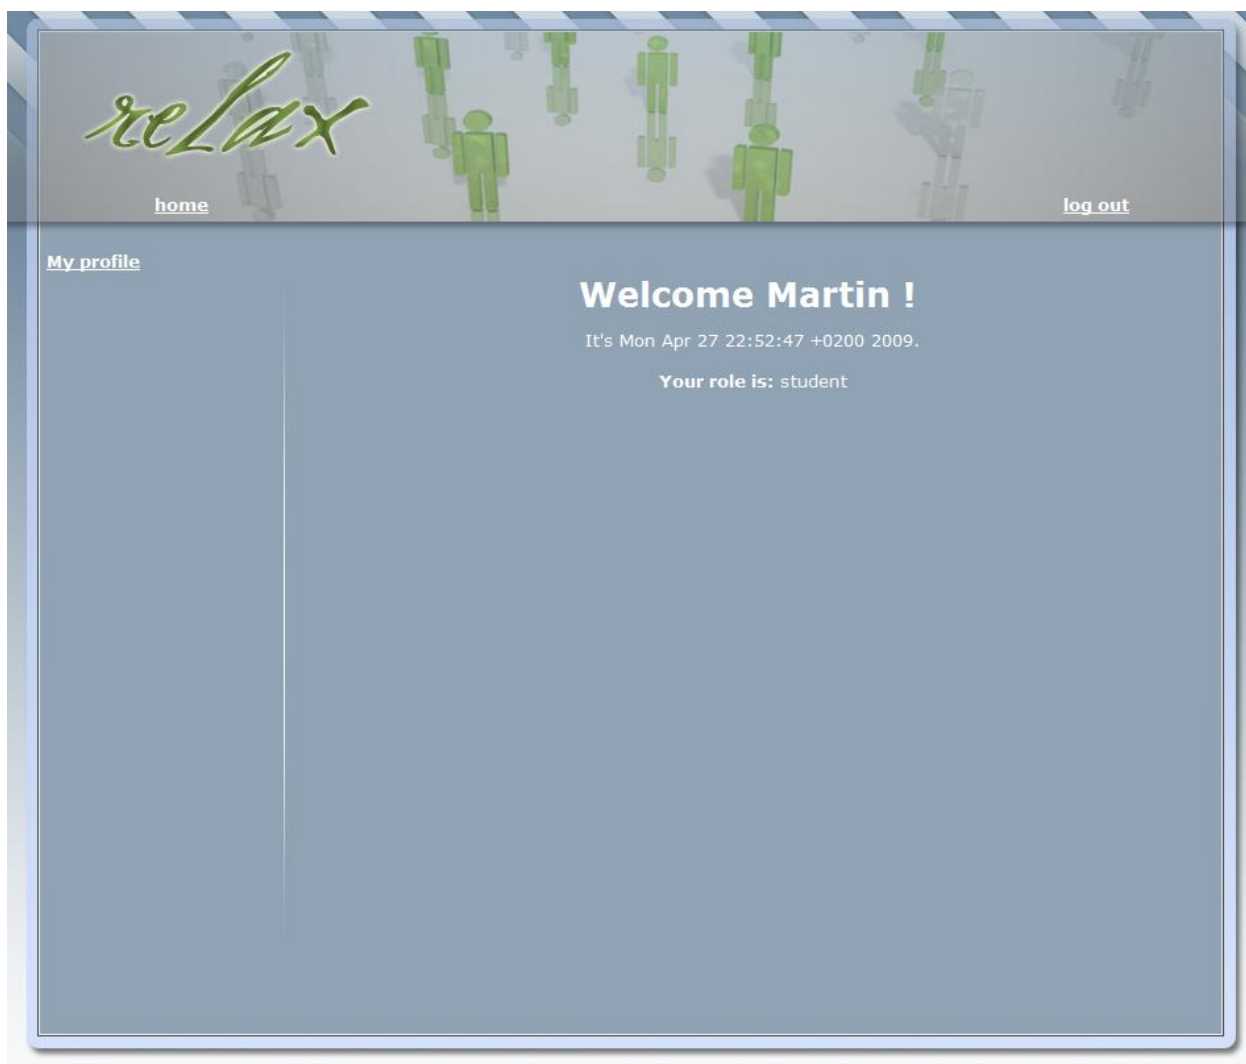 relax
home
log out
My profile
Welcome Martin !
It's Mon Apr 27 22:52:47 +0200 2009.
Your role is: student